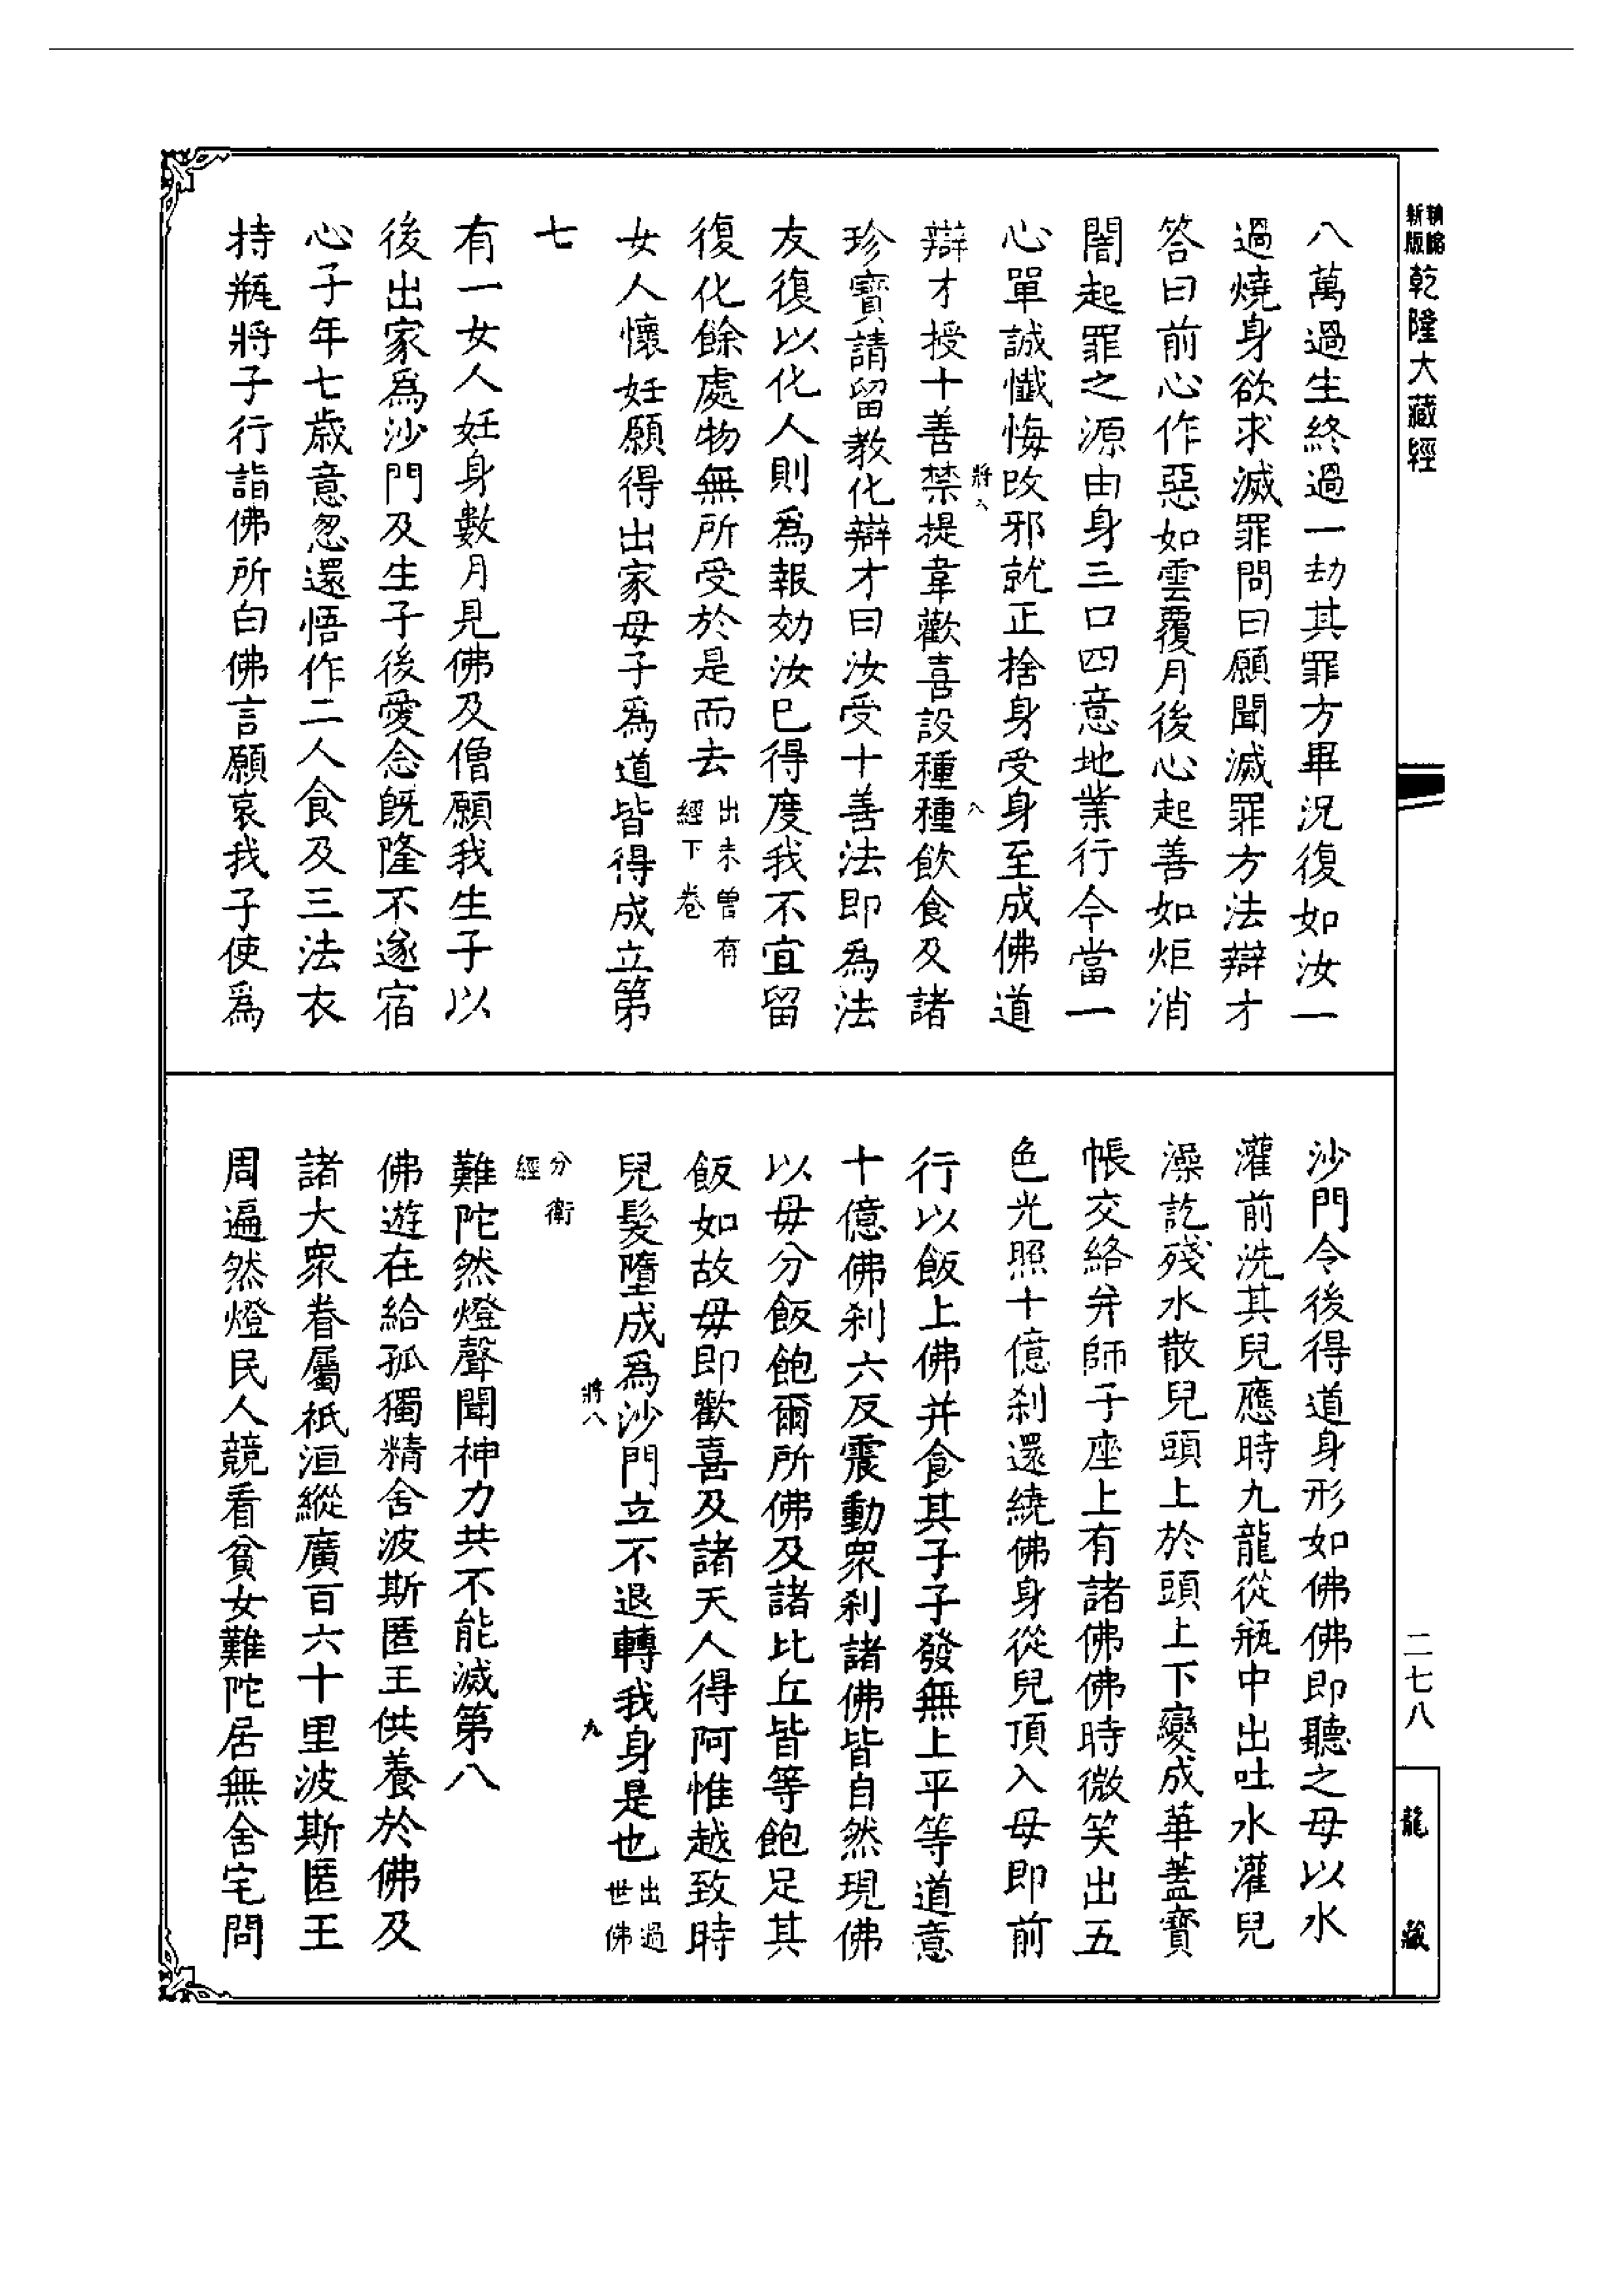 新版
乾隆大藏經
八萬過生終過一劫其罪方畢況復如汝一
過燒身欲求滅罪問曰願聞滅罪方法辯才
答曰前心作惡如雲覆月後心起善如炬消
闇起罪之源由身三口四意地業行今當一
心單誠懺悔改邪就正捨身受身至成佛道
將八
八
辯才授十善禁提韋歡喜設種種飲食及諸
珍寶請留教化辯才曰汝受十善法即為法
友復以化人則為報効汝已得度我不宜留
復化餘處物無所受於是而去
出未曾有
經下卷
女人懷妊願得出家母子為道皆得成立第
七
有一女人妊身數月見佛及僧願我生子以
後出家為沙門及生子後愛念既隆不遂宿
心子年七歲意忽還悟作二人食及三法衣
持瓶將子行詣佛所白佛言願哀我子使為
沙門令後得道身形如佛佛即聽之母以水
灌前洗其兒應時九龍從瓶中出吐水灌兒
澡訖殘水散兒頭上於頭上下變成華蓋寶
帳交絡并師子座上有諸佛佛時微笑出五
色光照十億剎還繞佛身從兒頂入母即前
行以飯上佛并食其子子發無上平等道意
十億佛剎六反震動眾剎諸佛皆自然現佛
以母分飯飽爾所佛及諸比丘皆等飽足其
飯如故母即歡喜及諸天人得阿惟越致時
兒髮墮成為沙門立不退轉我身是也
出過
世佛
將八
九
分衛
經
難陀然燈聲聞神力共不能滅第八
佛遊在給孤獨精舍波斯匿王供養於佛及
諸大眾眷屬祇洹縱廣百六十里波斯匿王
周遍然燈民人競看貧女難陀居無舍宅問
二七八
龍藏